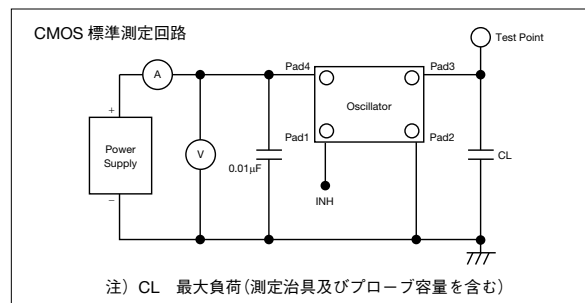 CMOS 標準測定回路
Test Point
A
Pad4
Pad3
Oscillator
+
Power
Supply
−
V
0.01μF
Pad1
Pad2
INH
CL
注）CL　最大負荷（測定治具及びプローブ容量を含む）